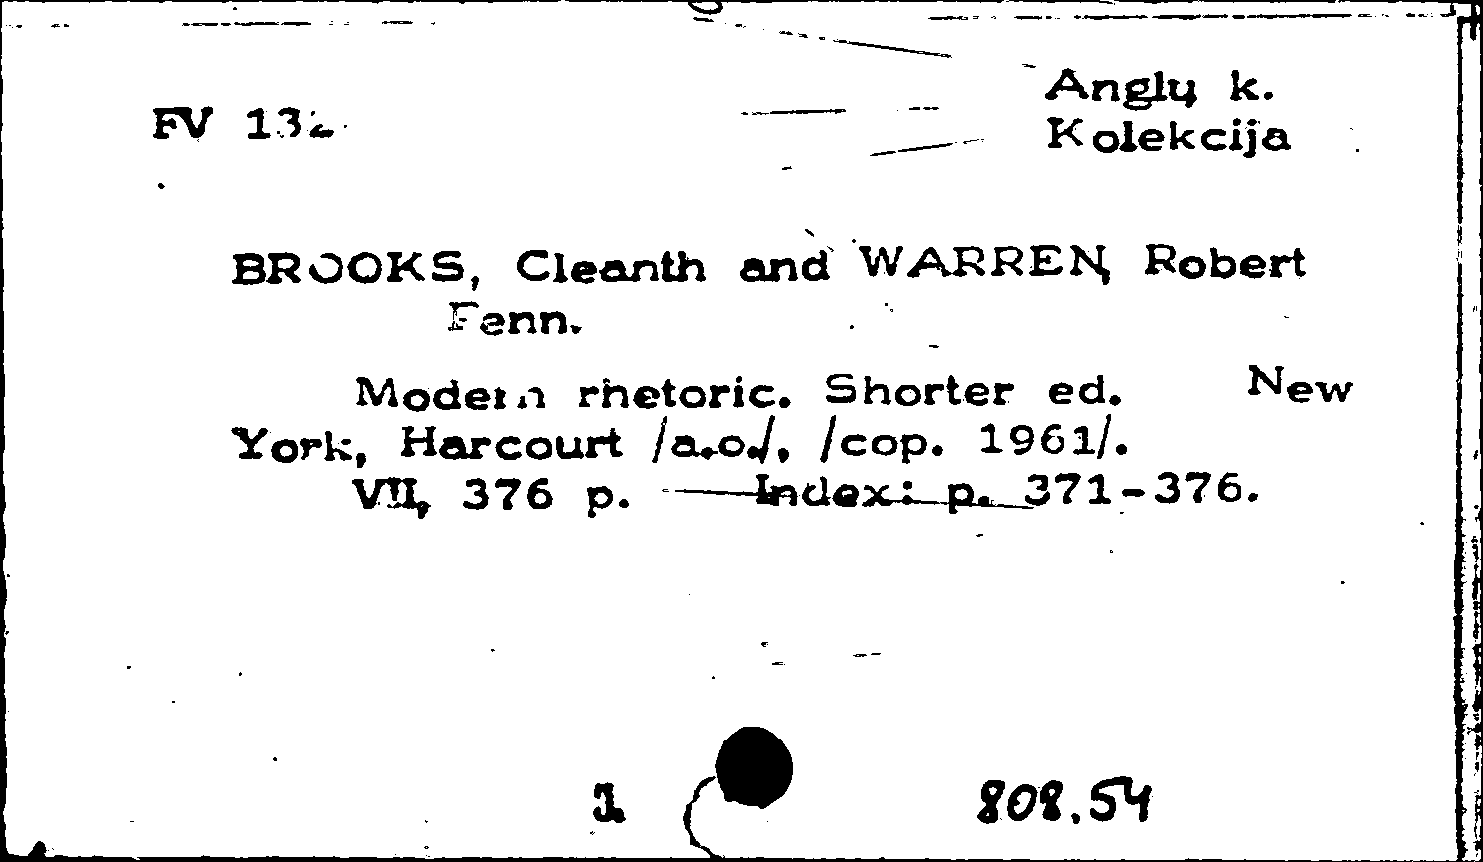 Anglų k.
FV 132
Kolekcija
BROOKS, Cleanth and WARREN, Robert
Fenn.
Modern rhetoric. Shorter ed. New
York, Harcourt /a.o./, /cop. 1961/.
VII, 376 p. — Index: p. 371-376.
1
808.54